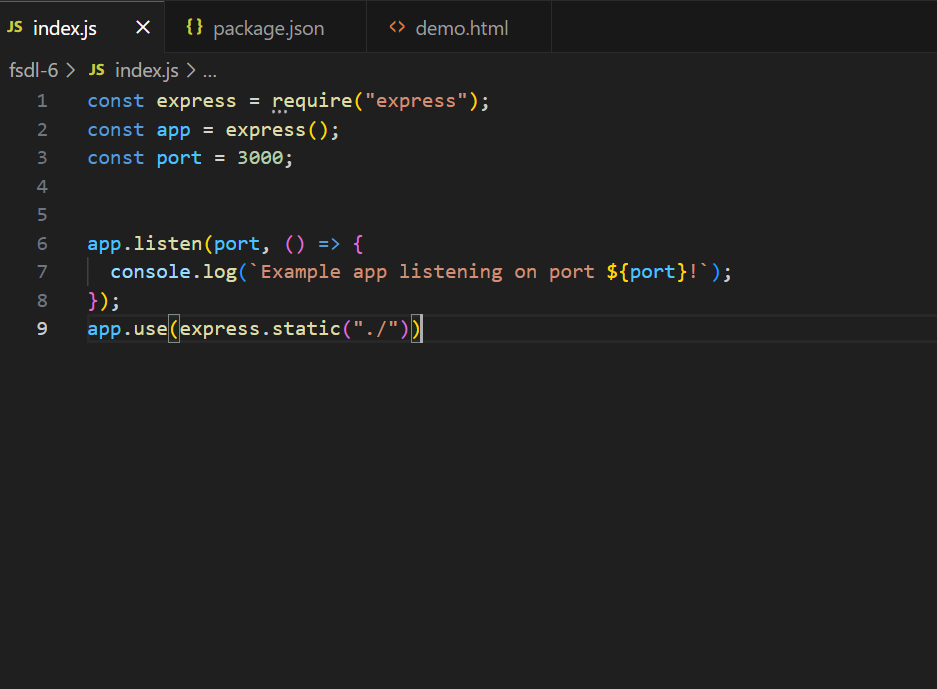 JS index.js × {} package.json <> demo.html
fsdl-6 > JS index.js > ...
1 const express = require("express");
2 const app = express();
3 const port = 3000;
4
5
6 app.listen(port, () => {
7   console.log(`Example app listening on port ${port}!`);
8 });
9 app.use(express.static("./"))